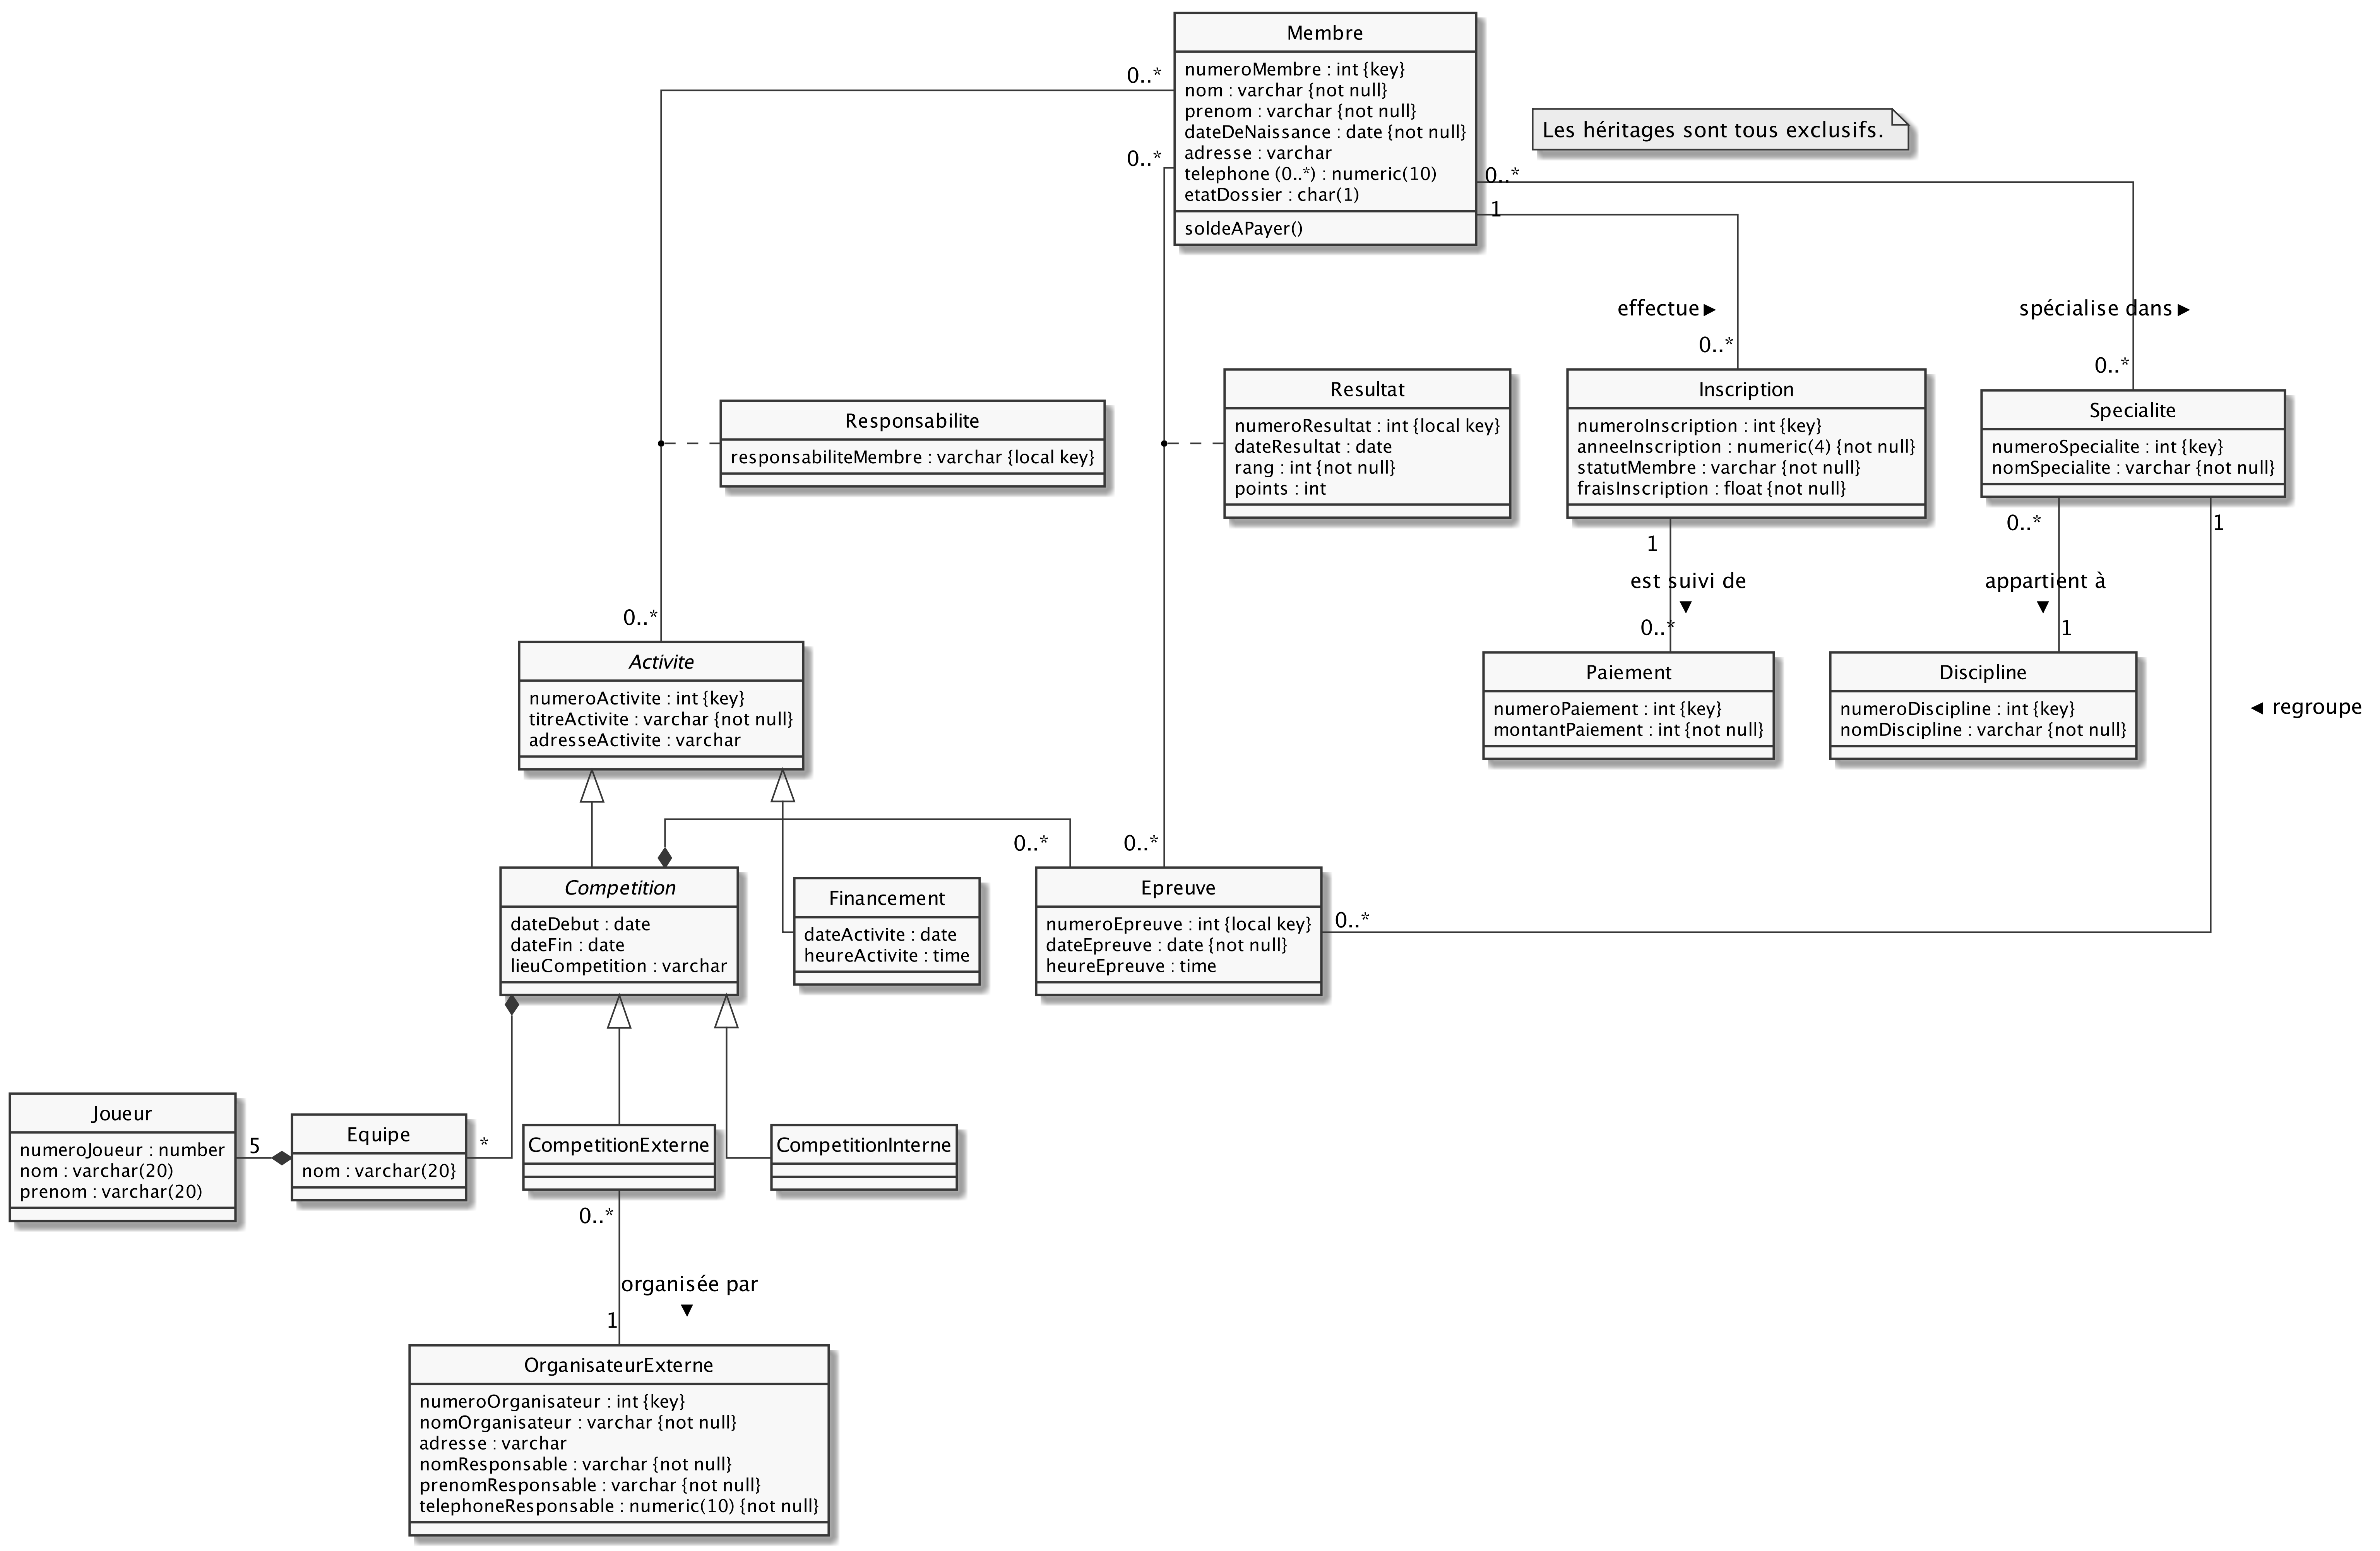 Membre
numeroMembre : int {key}
nom : varchar {not null}
prenom : varchar {not null}
dateDeNaissance : date {not null}
adresse : varchar
telephone (0..*) : numeric(10)
etatDossier : char(1)
soldeAPayer()
Les héritages sont tous exclusifs.
0..*
0..*
0..*
1
effectue ►
spécialise dans ►
0..*
0..*
Responsabilite
responsabiliteMembre : varchar {local key}
Resultat
numeroResultat : int {local key}
dateResultat : date
rang : int {not null}
points : int
Inscription
numeroInscription : int {key}
anneeInscription : numeric(4) {not null}
statutMembre : varchar {not null}
fraisInscription : float {not null}
Specialite
numeroSpecialite : int {key}
nomSpecialite : varchar {not null}
1
0..*
1
est suivi de
▼
appartient à
▼
0..*
0..*
1
Activite
numeroActivite : int {key}
titreActivite : varchar {not null}
adresseActivite : varchar
Paiement
numeroPaiement : int {key}
montantPaiement : int {not null}
Discipline
numeroDiscipline : int {key}
nomDiscipline : varchar {not null}
◄ regroupe
0..*
0..*
Competition
dateDebut : date
dateFin : date
lieuCompetition : varchar
Financement
dateActivite : date
heureActivite : time
Epreuve
numeroEpreuve : int {local key}
dateEpreuve : date {not null}
heureEpreuve : time
0..*
Joueur
numeroJoueur : number
nom : varchar(20)
prenom : varchar(20)
5
Equipe
nom : varchar(20}
*
CompetitionExterne
CompetitionInterne
0..*
organisée par
▼
1
OrganisateurExterne
numeroOrganisateur : int {key}
nomOrganisateur : varchar {not null}
adresse : varchar
nomResponsable : varchar {not null}
prenomResponsable : varchar {not null}
telephoneResponsable : numeric(10) {not null}